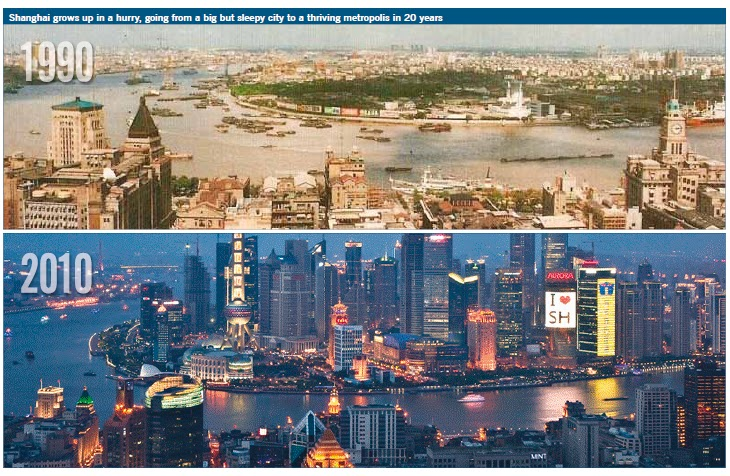 Shanghai grows up in a hurry, going from a big but sleepy city to a thriving metropolis in 20 years
1990
2010
AURORA
I ❤
SH
MINT